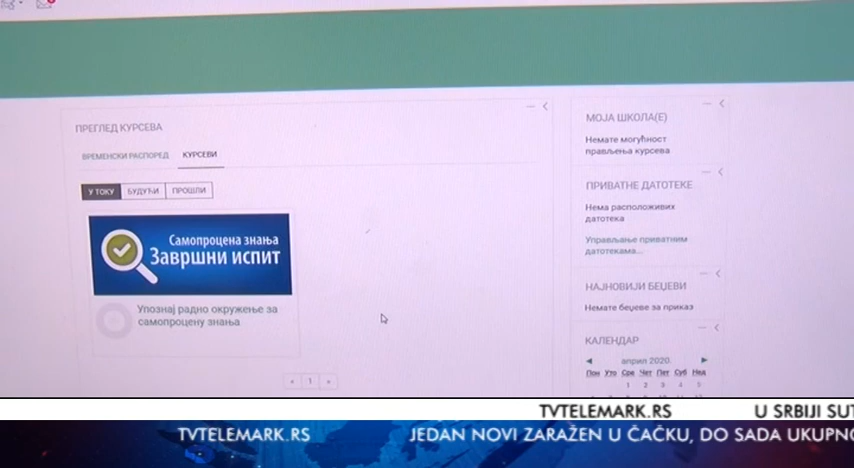 ПРЕГЛЕД КУРСЕВА
ВРЕМЕНСКИ РАСПОРЕД КУРСЕВИ
У ТОКУ БУДУЋИ ПРОШЛИ
Самопроцена знања
Завршни испит
Упознај радно окружење за
самопроцену знања
« 1 »
МОЈА ШКОЛА(Е)
Немате могућност
прављења курсева
ПРИВАТНЕ ДАТОТЕКЕ
Нема расположивих
датотека
Управљање приватним
датотекама...
НАЈНОВИЈИ БЕЏЕВИ
Немате беџеве за приказ
КАЛЕНДАР
◄ април 2020. ►
Пон Уто Сре Чет Пет Суб Нед
1 2 3 4 5
TVTELEMARK.RS U SRBIJI SUT
TVTELEMARK.RS JEDAN NOVI ZARAŽEN U ČAČKU, DO SADA UKUPNO